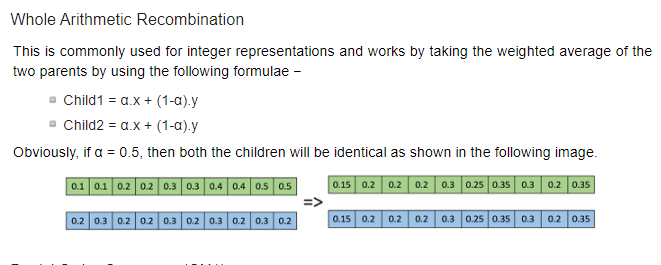 Whole Arithmetic Recombination
This is commonly used for integer representations and works by taking the weighted average of the
two parents by using the following formulae −
Child1 = α.x + (1-α).y
Child2 = α.x + (1-α).y
Obviously, if α = 0.5, then both the children will be identical as shown in the following image.
0.1 0.1 0.2 0.2 0.3 0.3 0.4 0.4 0.5 0.5 => 0.15 0.2 0.2 0.2 0.3 0.25 0.35 0.3 0.2 0.35
0.2 0.3 0.2 0.2 0.3 0.2 0.3 0.2 0.3 0.2 0.15 0.2 0.2 0.2 0.3 0.25 0.35 0.3 0.2 0.35